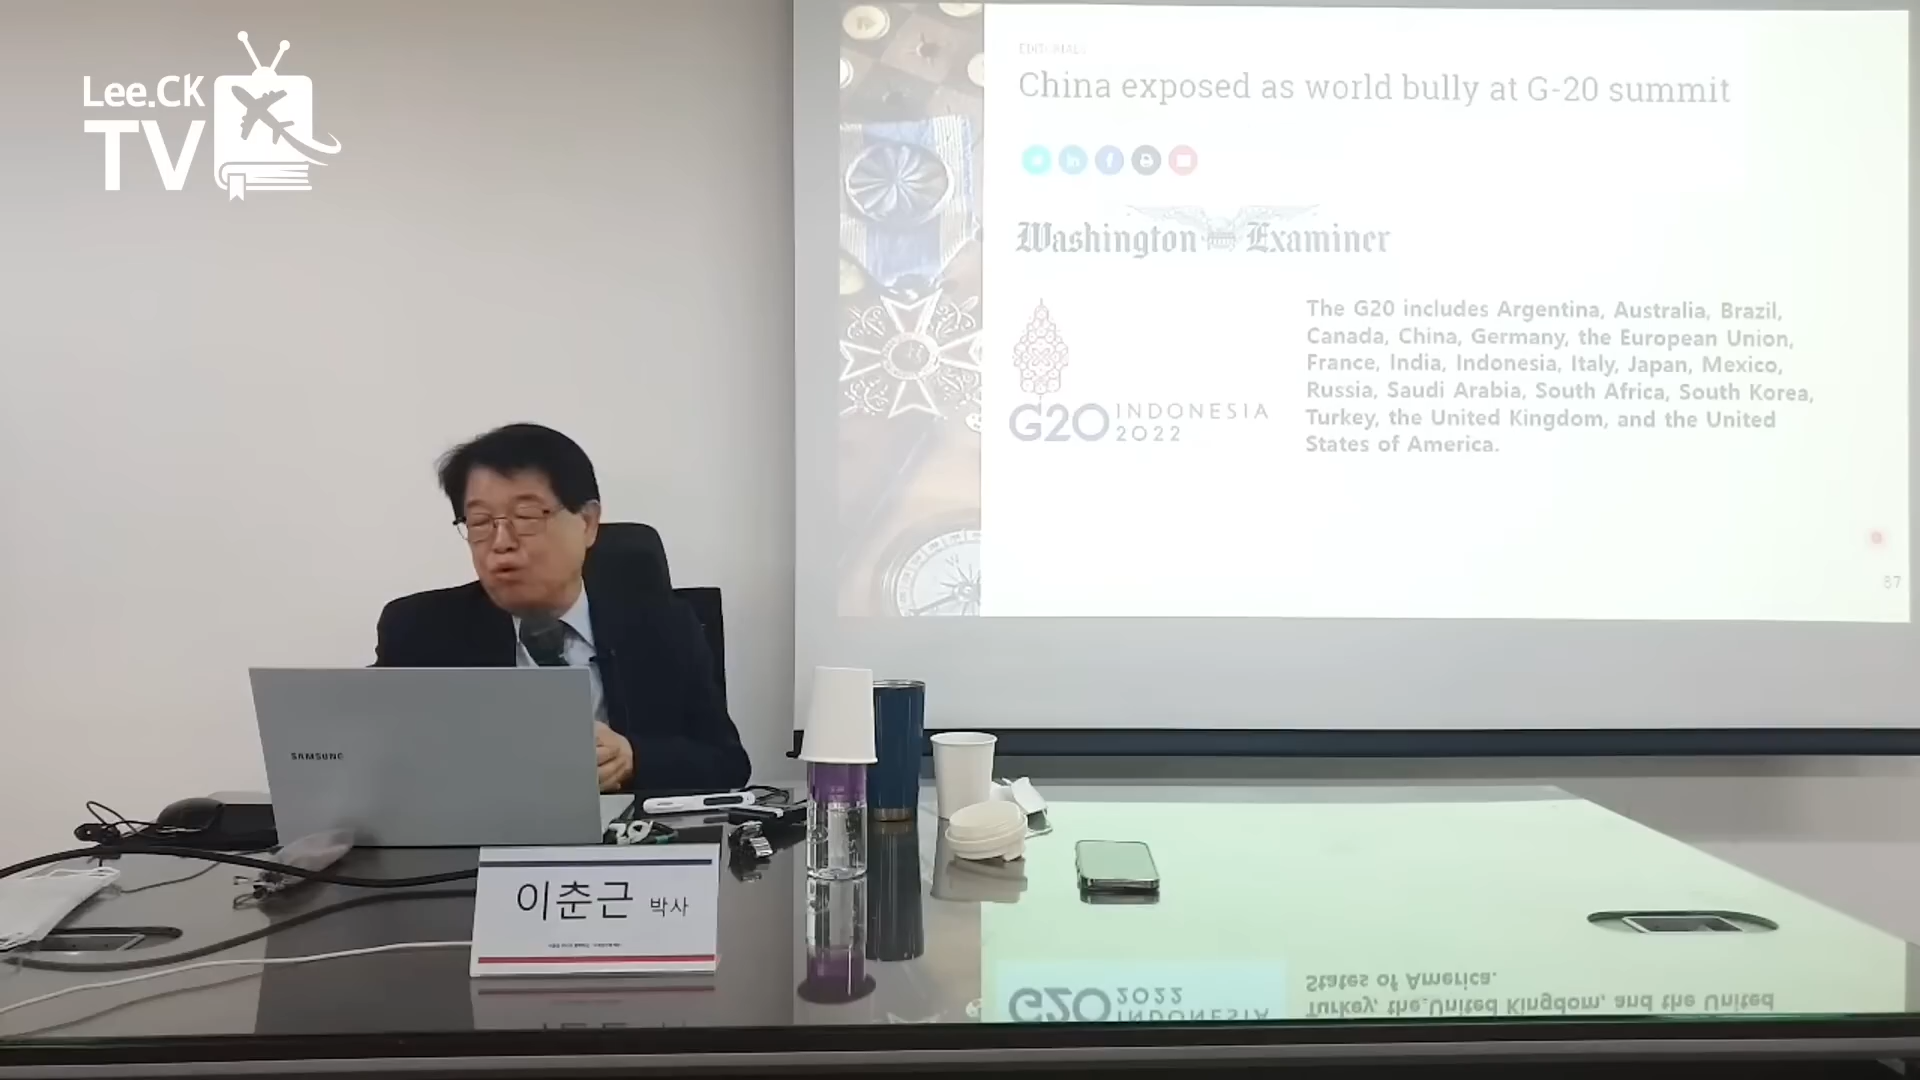 Lee.CK
TV
EDITORIALS
China exposed as world bully at G-20 summit
in
f
Washington Examiner
The G20 includes Argentina, Australia, Brazil,
Canada, China, Germany, the European Union,
France, India, Indonesia, Italy, Japan, Mexico,
Russia, Saudi Arabia, South Africa, South Korea,
Turkey, the United Kingdom, and the United
States of America.
G20 INDONESIA
2022
87
SAMSUNG
이춘근 박사